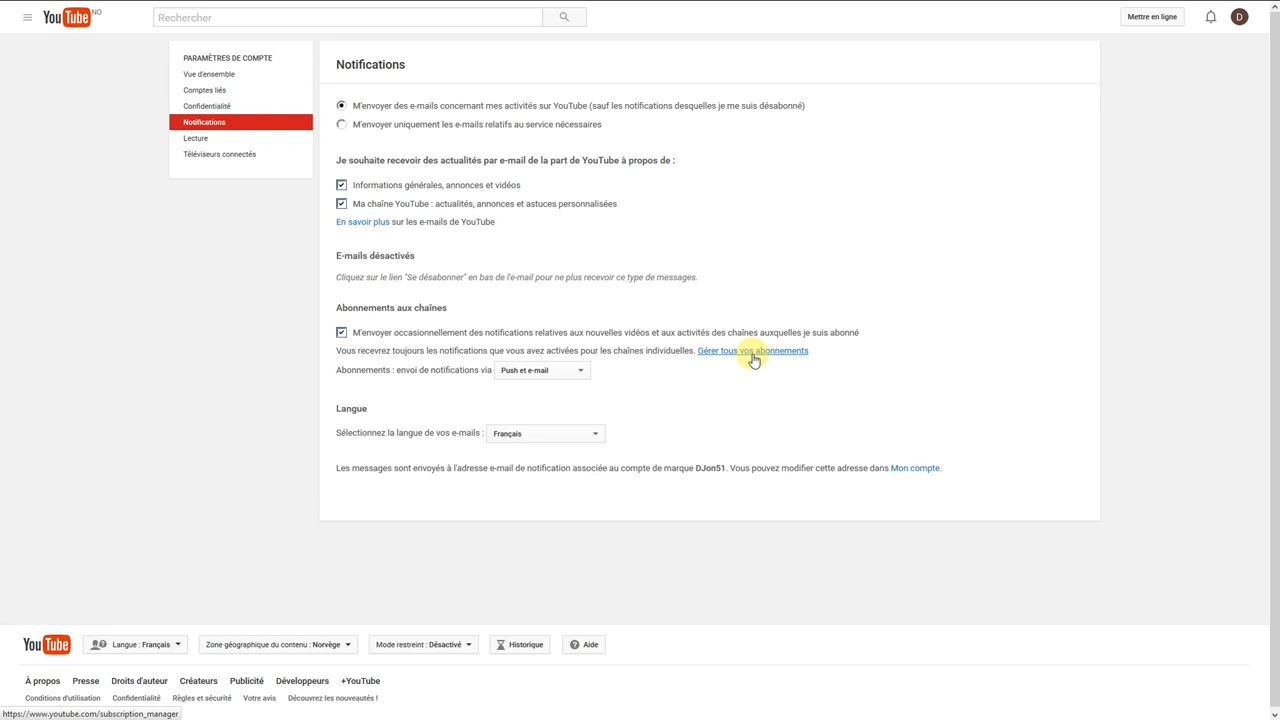 YouTube NO
Rechercher
Mettre en ligne
D
PARAMÈTRES DE COMPTE
Vue d'ensemble
Comptes liés
Confidentialité
Notifications
Lecture
Téléviseurs connectés
Notifications
M'envoyer des e-mails concernant mes activités sur YouTube (sauf les notifications desquelles je me suis désabonné)
M'envoyer uniquement les e-mails relatifs au service nécessaires
Je souhaite recevoir des actualités par e-mail de la part de YouTube à propos de :
Informations générales, annonces et vidéos
Ma chaîne YouTube : actualités, annonces et astuces personnalisées
En savoir plus sur les e-mails de YouTube
E-mails désactivés
Cliquez sur le lien "Se désabonner" en bas de l'e-mail pour ne plus recevoir ce type de messages.
Abonnements aux chaînes
M'envoyer occasionnellement des notifications relatives aux nouvelles vidéos et aux activités des chaînes auxquelles je suis abonné
Vous recevrez toujours les notifications que vous avez activées pour les chaînes individuelles. Gérer tous vos abonnements
Abonnements : envoi de notifications via Push et e-mail
Langue
Sélectionnez la langue de vos e-mails : Français
Les messages sont envoyés à l'adresse e-mail de notification associée au compte de marque DJon51. Vous pouvez modifier cette adresse dans Mon compte.
YouTube Langue : Français Zone géographique du contenu : Norvège Mode restreint : Désactivé Historique Aide
À propos Presse Droits d'auteur Créateurs Publicité Développeurs +YouTube
Conditions d'utilisation Confidentialité Règles et sécurité Votre avis Découvrez les nouveautés !
https://www.youtube.com/subscription_manager